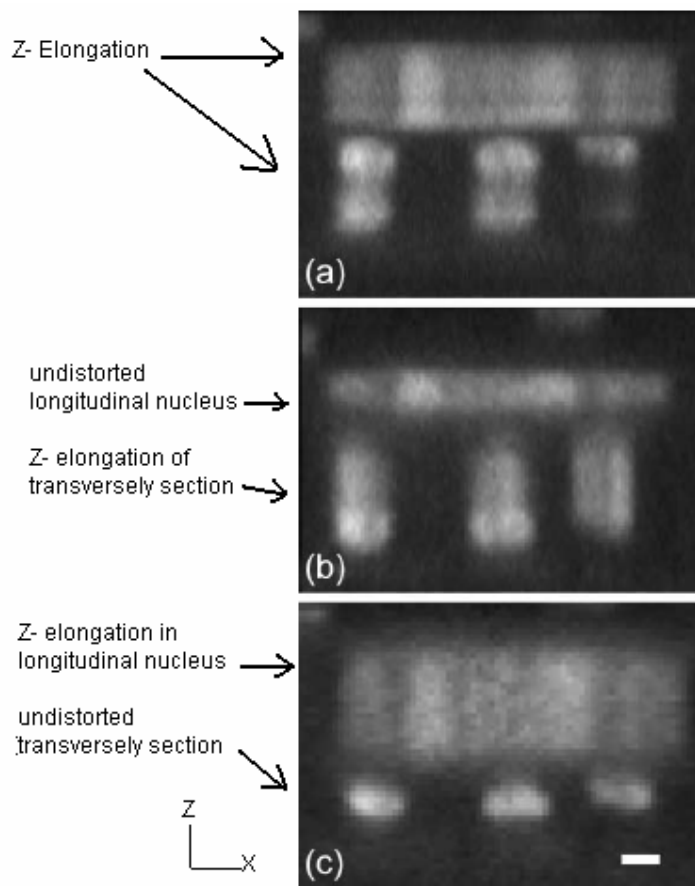 Z- Elongation
(a)
undistorted
longitudinal nucleus
Z- elongation of
transversely section
(b)
Z- elongation in
longitudinal nucleus
undistorted
transversely section
Z
X
(c)